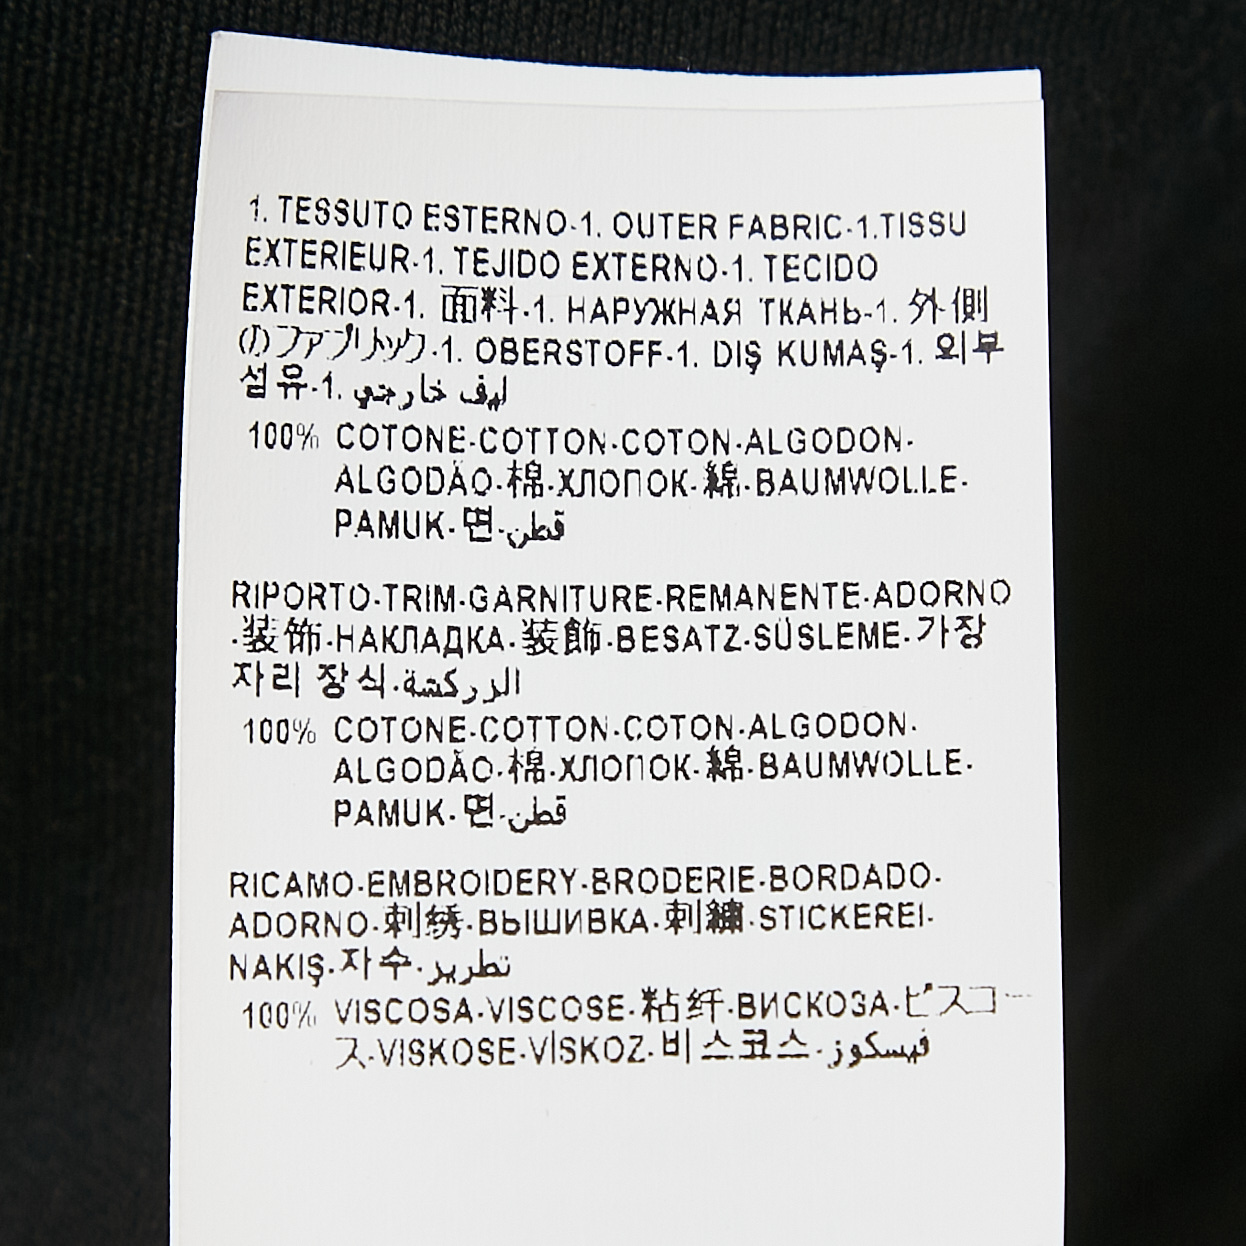 1. TESSUTO ESTERNO-1. OUTER FABRIC-1.TISSU
EXTERIEUR-1. TEJIDO EXTERNO-1. TECIDO
EXTERIOR-1. 面料-1. НАРУЖНАЯ ТКАНЬ-1. 外側
のファブリック-1. OBERSTOFF-1. DIŞ KUMAŞ-1. 외부
섬유-1. ليف خارجي
100% COTONE-COTTON-COTON-ALGODON-
ALGODÃO-棉-ХЛОПОК-綿-BAUMWOLLE-
PAMUK-면-قطن
RIPORTO-TRIM-GARNITURE-REMANENTE-ADORNO
-装饰-НАКЛАДКА-装飾-BESATZ-SÜSLEME-가장
자리 장식-الزركشة
100% COTONE-COTTON-COTON-ALGODON-
ALGODÃO-棉-ХЛОПОК-綿-BAUMWOLLE-
PAMUK-면-قطن
RICAMO-EMBROIDERY-BRODERIE-BORDADO-
ADORNO-刺绣-ВЫШИВКА-刺繍-STICKEREI-
NAKIŞ-자수-تطريز
100% VISCOSA-VISCOSE-粘纤-ВИСКОЗА-ビスコー
ス-VISKOSE-VİSKOZ-비스코스-فيسكوز